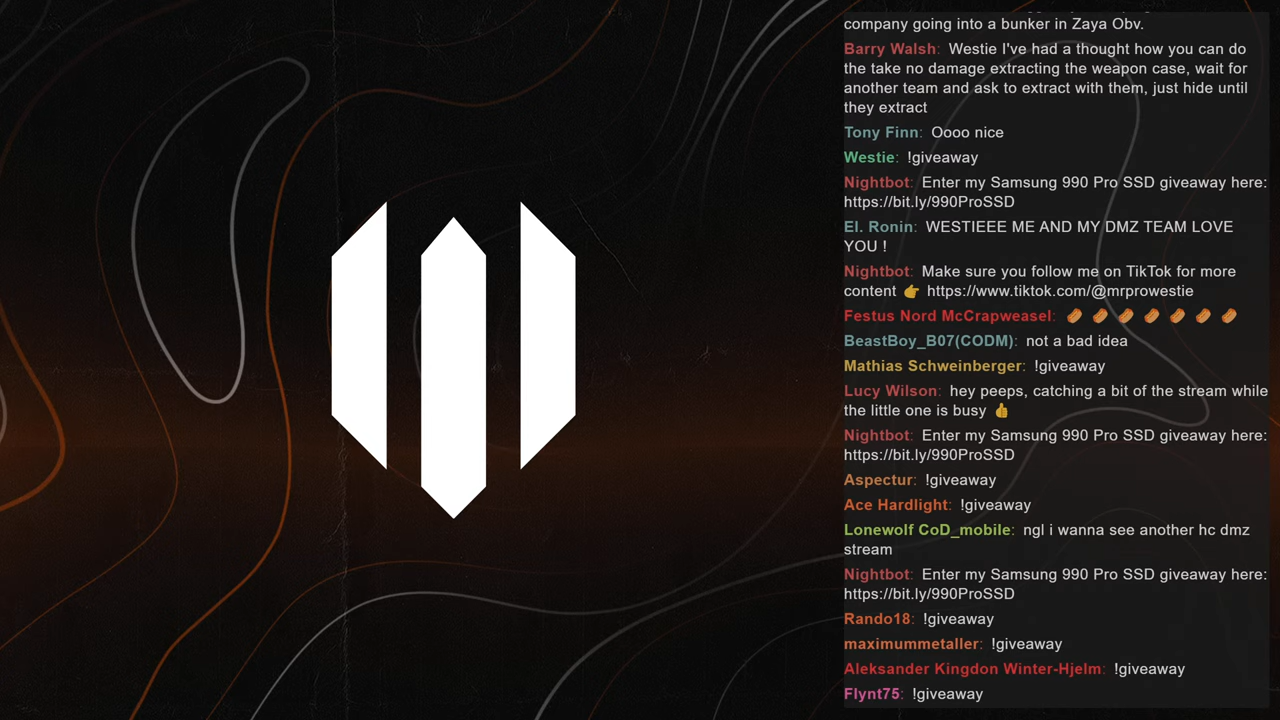 company going into a bunker in Zaya Obv.
Barry Walsh: Westie I've had a thought how you can do
the take no damage extracting the weapon case, wait for
another team and ask to extract with them, just hide until
they extract
Tony Finn: Oooo nice
Westie: !giveaway
Nightbot: Enter my Samsung 990 Pro SSD giveaway here:
https://bit.ly/990ProSSD
El. Ronin: WESTIEEE ME AND MY DMZ TEAM LOVE
YOU !
Nightbot: Make sure you follow me on TikTok for more
content 👉 https://www.tiktok.com/@mrprowestie
Festus Nord McCrapweasel: 🥜 🥜 🥜 🥜 🥜 🥜 🥜
BeastBoy_B07(CODM): not a bad idea
Mathias Schweinberger: !giveaway
Lucy Wilson: hey peeps, catching a bit of the stream while
the little one is busy 👍
Nightbot: Enter my Samsung 990 Pro SSD giveaway here:
https://bit.ly/990ProSSD
Aspectur: !giveaway
Ace Hardlight: !giveaway
Lonewolf CoD_mobile: ngl i wanna see another hc dmz
stream
Nightbot: Enter my Samsung 990 Pro SSD giveaway here:
https://bit.ly/990ProSSD
Rando18: !giveaway
maximummetaller: !giveaway
Aleksander Kingdon Winter-Hjelm: !giveaway
Flynt75: !giveaway